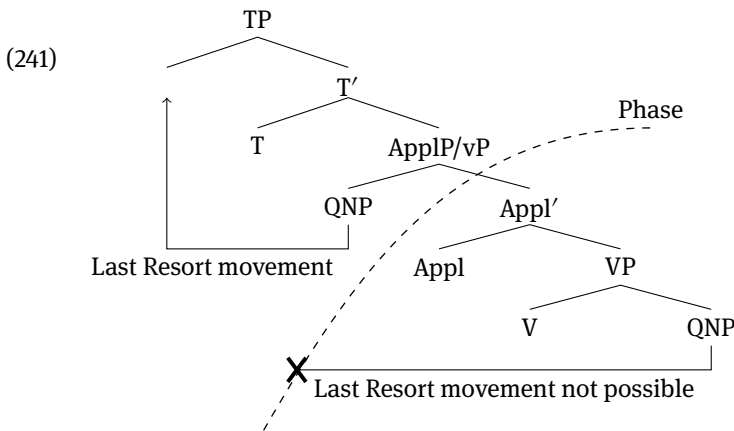 (241)
TP
T′
Phase
T
ApplP/vP
QNP
Appl′
Last Resort movement
Appl
VP
V
QNP
Last Resort movement not possible